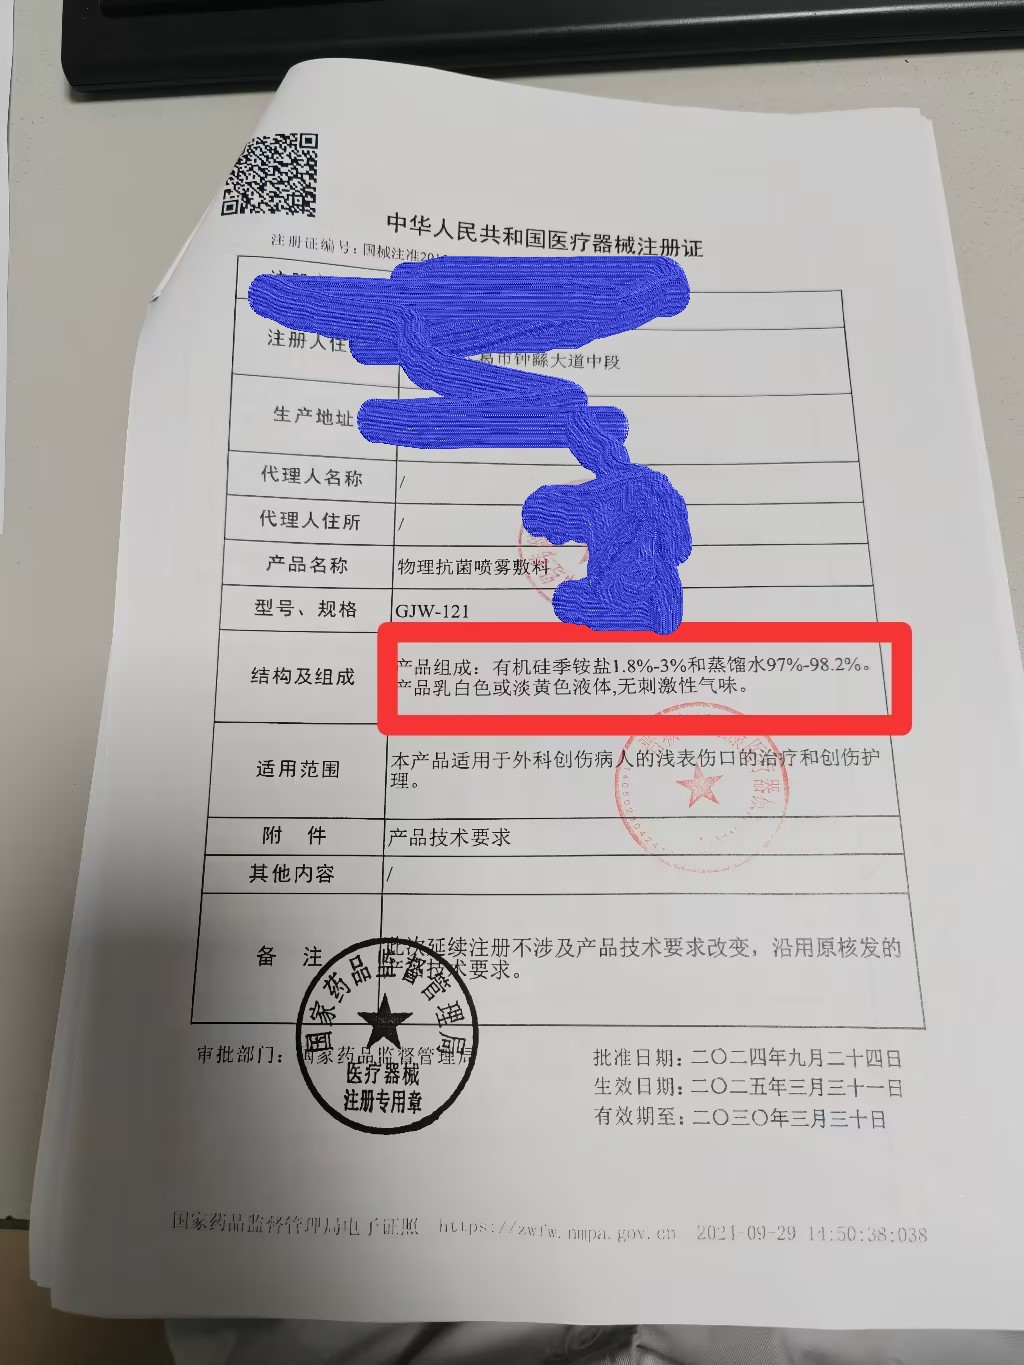 中华人民共和国医疗器械注册证
注册证编号：国械注准201
注册
注册人住
葛市钟繇大道中段
生产地址
代理人名称 /
代理人住所 /
产品名称 物理抗菌喷雾敷料
型号、规格 GJW-121
结构及组成 产品组成：有机硅季铵盐1.8%-3%和蒸馏水97%-98.2%。
产品乳白色或淡黄色液体,无刺激性气味。
适用范围 本产品适用于外科创伤病人的浅表伤口的治疗和创伤护
理。
附 件 产品技术要求
其他内容 /
备 注 此次延续注册不涉及产品技术要求改变，沿用原核发的
产品技术要求。
国家药品监督管理局
医疗器械
注册专用章
审批部门：国家药品监督管理局
批准日期：二〇二四年九月二十四日
生效日期：二〇二五年三月三十一日
有效期至：二〇三〇年三月三十日
国家药品监督管理局电子证照 https://zwfw.nmpa.gov.cn 2024-09-29 14:50:38:038